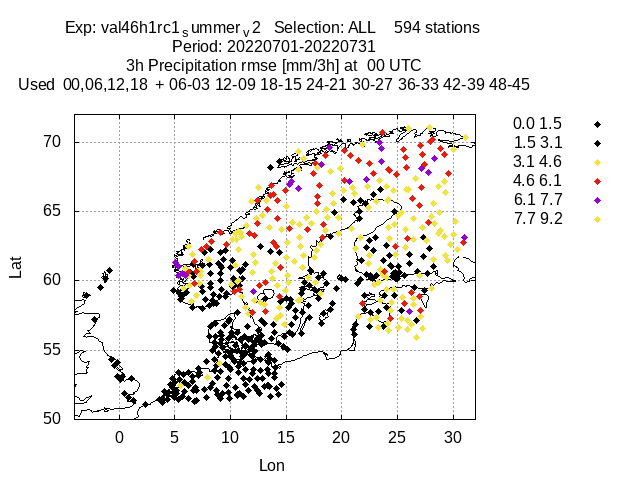 Exp: val46h1rc1summerv2 Selection: ALL 594 stations
Period: 20220701-20220731
3h Precipitation rmse [mm/3h] at 00 UTC
Used 00,06,12,18 + 06-03 12-09 18-15 24-21 30-27 36-33 42-39 48-45
0.0 1.5
1.5 3.1
3.1 4.6
4.6 6.1
6.1 7.7
7.7 9.2
70
65
60
55
50
Lat
0 5 10 15 20 25 30
Lon